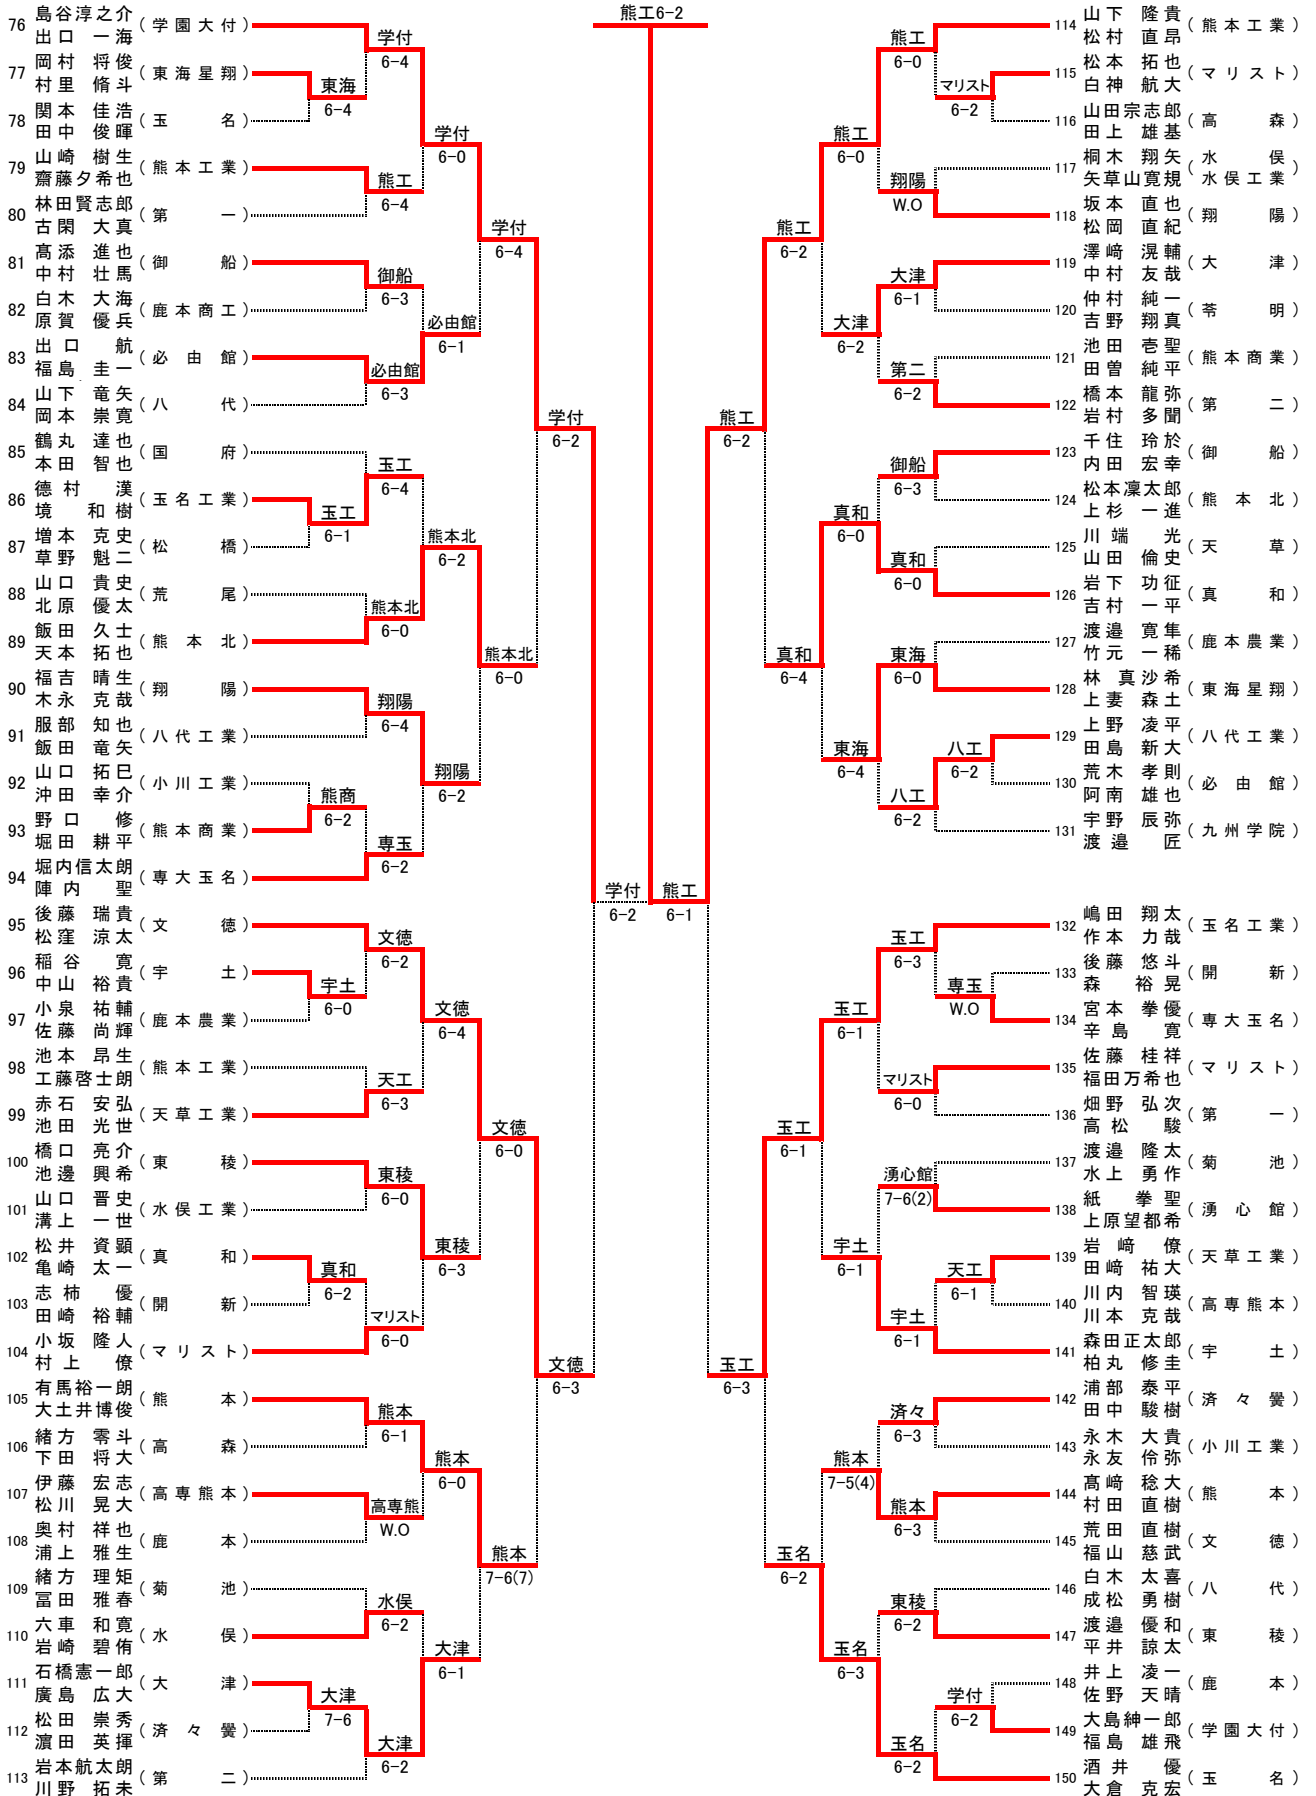 熊工6-2
76 島谷淳之介 出口 一海 (学園大付)
77 岡村 将俊 村里 脩斗 (東海星翔)
78 関本 佳浩 田中 俊暉 (玉名)
79 山崎 樹生 齋藤夕希也 (熊本工業)
80 林田賢志郎 古閑 大真 (第一)
81 髙添 進也 中村 壮馬 (御船)
82 白木 大海 原賀 優兵 (鹿本商工)
83 出口 航 福島 圭一 (必由館)
84 山下 竜矢 岡本 崇寛 (八代)
85 鶴丸 達也 本田 智也 (国府)
86 德村 漢 境 和樹 (玉名工業)
87 増本 克史 草野 魁二 (松橋)
88 山口 貴史 北原 優太 (荒尾)
89 飯田 久士 天本 拓也 (熊本北)
90 福吉 晴生 木永 克哉 (翔陽)
91 服部 知也 飯田 竜矢 (八代工業)
92 山口 拓巳 沖田 幸介 (小川工業)
93 野口 修 堀田 耕平 (熊本商業)
94 堀内信太朗 陣内 聖 (専大玉名)
95 後藤 瑞貴 松窪 涼太 (文徳)
96 稲谷 寛 中山 裕貴 (宇土)
97 小泉 祐輔 佐藤 尚輝 (鹿本農業)
98 池本 昂生 工藤啓士朗 (熊本工業)
99 赤石 安弘 池田 光世 (天草工業)
100 橋口 亮介 池邊 興希 (東稜)
101 山口 晋史 溝上 一世 (水俣工業)
102 松井 資顕 亀崎 太一 (真和)
103 志柿 優 田崎 裕輔 (開新)
104 小坂 隆人 村上 僚 (マリスト)
105 有馬裕一朗 大土井博俊 (熊本)
106 緒方 零斗 下田 将大 (高森)
107 伊藤 宏志 松川 晃大 (高専熊本)
108 奥村 祥也 浦上 雅生 (鹿本)
109 緒方 理矩 冨田 雅春 (菊池)
110 六車 和寛 岩崎 碧侑 (水俣)
111 石橋憲一郎 廣島 広大 (大津)
112 松田 崇秀 濵田 英揮 (済々黌)
113 岩本航太朗 川野 拓未 (第二)
東海 6-4
玉工 6-1
熊商 6-2
宇土 6-0
真和 6-2
大津 7-6
学付 6-4
熊工 6-4
御船 6-3
必由館 6-3
玉工 6-4
熊本北 6-0
翔陽 6-4
専玉 6-2
文徳 6-2
天工 6-3
東稜 6-0
マリスト 6-0
熊本 6-1
高専熊 W.O
水俣 6-2
大津 6-2
学付 6-0
必由館 6-1
熊本北 6-2
翔陽 6-2
文徳 6-4
東稜 6-3
熊本 6-0
大津 6-1
学付 6-4
熊本北 6-0
文徳 6-0
熊本 7-6(7)
学付 6-2
文徳 6-3
学付 6-2
熊工 6-1
熊工 6-2
玉工 6-3
熊工 6-2
真和 6-4
玉工 6-1
玉名 6-2
熊工 6-0
大津 6-2
真和 6-0
東海 6-4
玉工 6-1
宇土 6-1
熊本 7-5(4)
玉名 6-3
熊工 6-0
翔陽 W.O
大津 6-1
第二 6-2
御船 6-3
真和 6-0
東海 6-0
八工 6-2
玉工 6-3
マリスト 6-0
湧心館 7-6(2)
宇土 6-1
済々 6-3
熊本 6-3
東稜 6-2
玉名 6-2
マリスト 6-2
八工 6-2
専玉 W.O
天工 6-1
学付 6-2
114 山下 隆貴 松村 直昂 (熊本工業)
115 松本 拓也 白神 航大 (マリスト)
116 山田宗志郎 田上 雄基 (高森)
117 桐木 翔矢 矢草山寛規 (水俣 水俣工業)
118 坂本 直也 松岡 直紀 (翔陽)
119 澤﨑 滉輔 中村 友哉 (大津)
120 仲村 純一 吉野 翔真 (苓明)
121 池田 壱聖 田曽 純平 (熊本商業)
122 橋本 龍弥 岩村 多聞 (第二)
123 千住 玲於 内田 宏幸 (御船)
124 松本凜太郎 上杉 一進 (熊本北)
125 川端 光 山田 倫史 (天草)
126 岩下 功征 吉村 一平 (真和)
127 渡邉 寛隼 竹元 一稀 (鹿本農業)
128 林 真沙希 上妻 森土 (東海星翔)
129 上野 凌平 田島 新大 (八代工業)
130 荒木 孝則 阿南 雄也 (必由館)
131 宇野 辰弥 渡邉 匠 (九州学院)
132 嶋田 翔太 作本 力哉 (玉名工業)
133 後藤 悠斗 森 裕晃 (開新)
134 宮本 拳優 辛島 寛 (専大玉名)
135 佐藤 桂祥 福田万希也 (マリスト)
136 畑野 弘次 高松 駿 (第一)
137 渡邉 隆太 水上 勇作 (菊池)
138 紙 拳聖 上原望都希 (湧心館)
139 岩﨑 僚 田﨑 祐大 (天草工業)
140 川内 智瑛 川本 克哉 (高専熊本)
141 森田正太郎 柏丸 修圭 (宇土)
142 浦部 泰平 田中 駿樹 (済々黌)
143 永木 大貴 永友 伶弥 (小川工業)
144 髙﨑 稔大 村田 直樹 (熊本)
145 荒田 直樹 福山 慈武 (文徳)
146 白木 太喜 成松 勇樹 (八代)
147 渡邉 優和 平井 諒太 (東稜)
148 井上 凌一 佐野 天晴 (鹿本)
149 大島紳一郎 福島 雄飛 (学園大付)
150 酒井 優 大倉 克宏 (玉名)